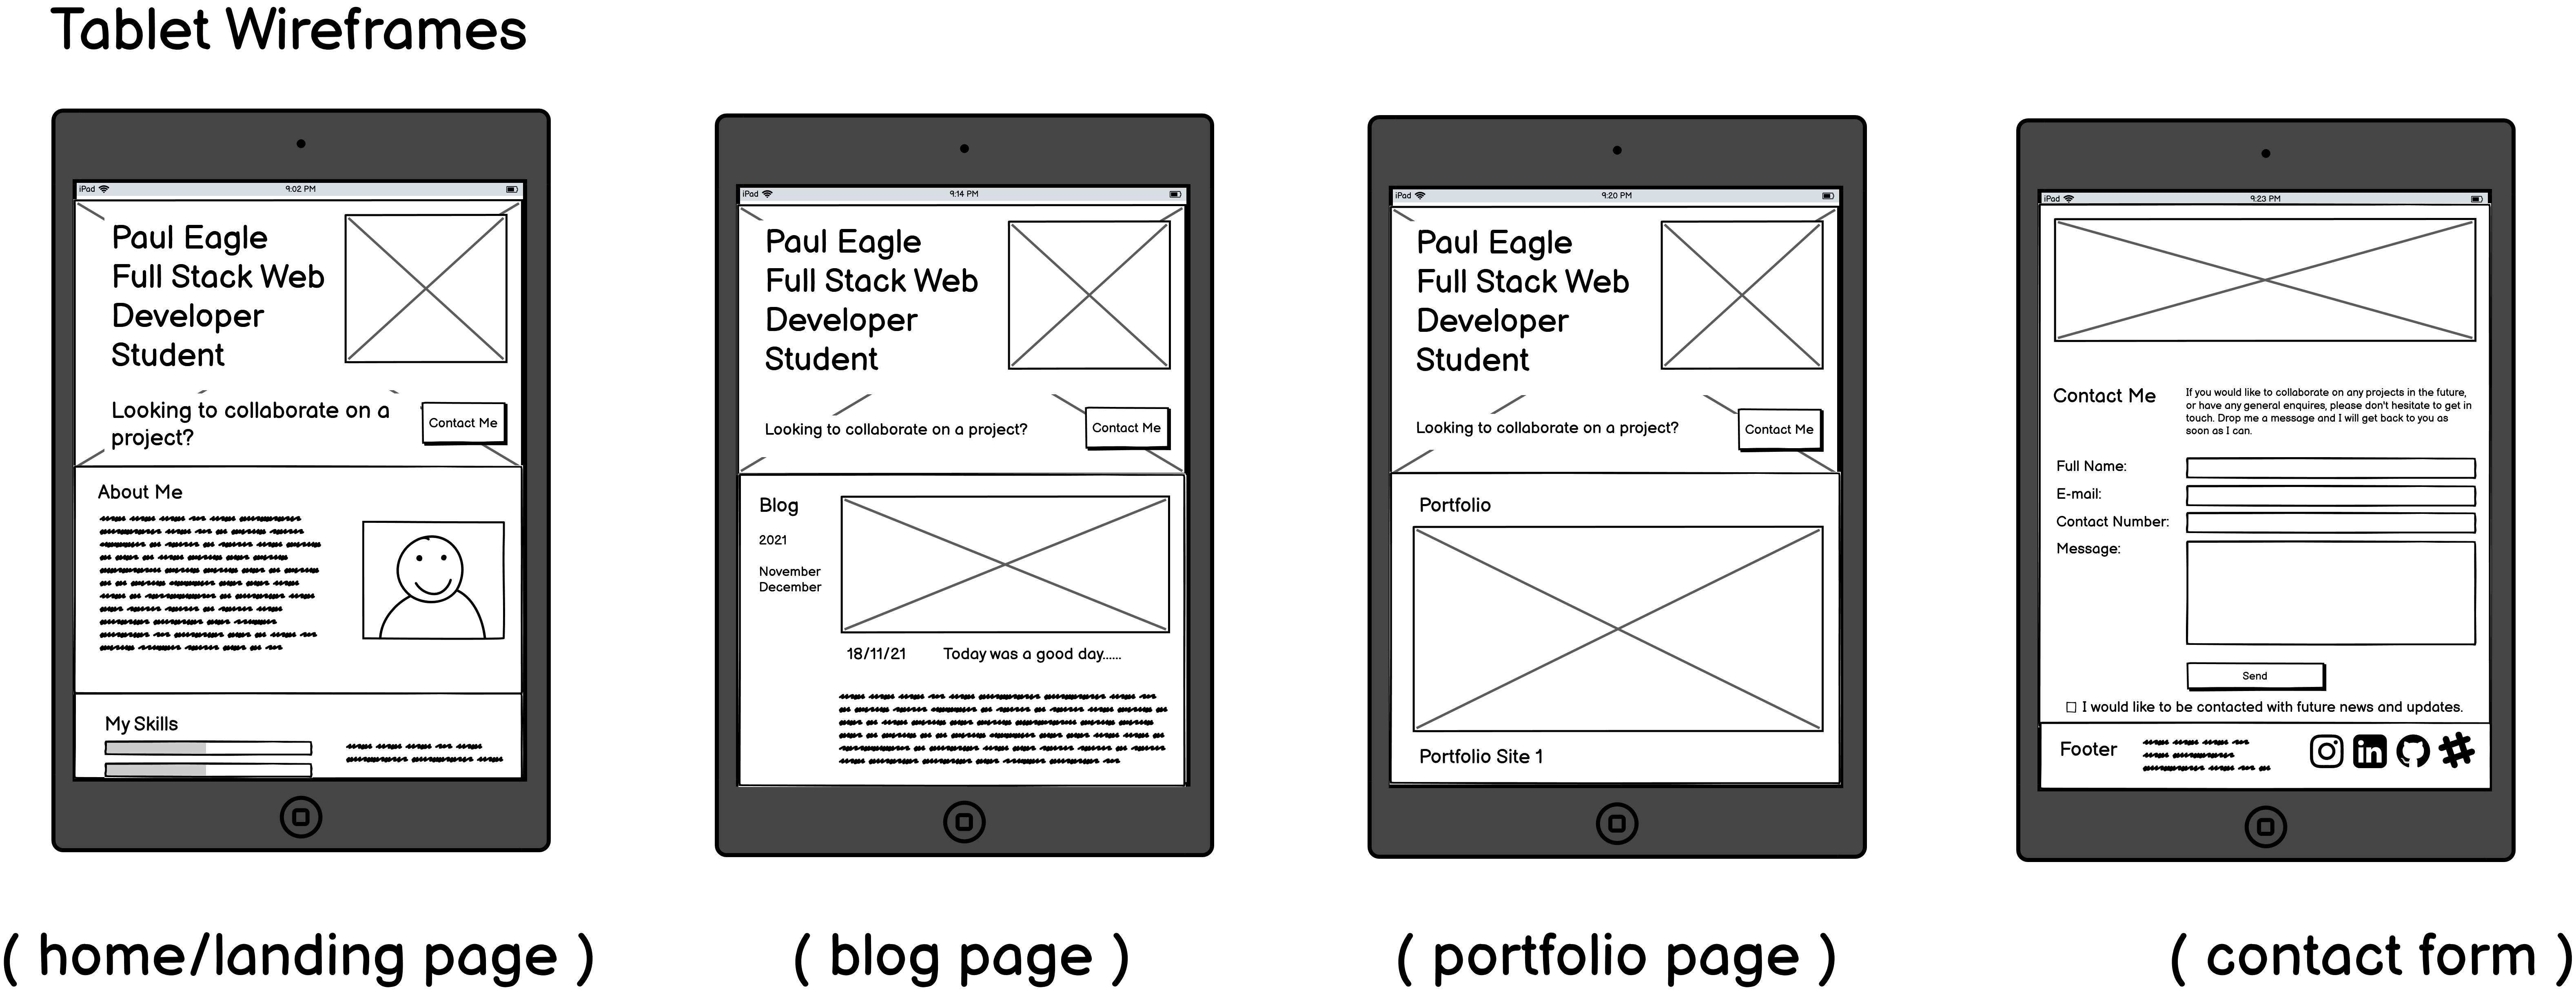 Tablet Wireframes
iPad
9:02 PM
Paul Eagle
Full Stack Web
Developer
Student
Looking to collaborate on a
project?
Contact Me
About Me
My Skills
( home/landing page )
iPad
9:14 PM
Paul Eagle
Full Stack Web
Developer
Student
Looking to collaborate on a project?
Contact Me
Blog
2021
November
December
18/11/21
Today was a good day......
( blog page )
iPad
9:20 PM
Paul Eagle
Full Stack Web
Developer
Student
Looking to collaborate on a project?
Contact Me
Portfolio
Portfolio Site 1
( portfolio page )
iPad
9:23 PM
Contact Me
If you would like to collaborate on any projects in the future,
or have any general enquires, please don't hesitate to get in
touch. Drop me a message and I will get back to you as
soon as I can.
Full Name:
E-mail:
Contact Number:
Message:
Send
I would like to be contacted with future news and updates.
Footer
( contact form )